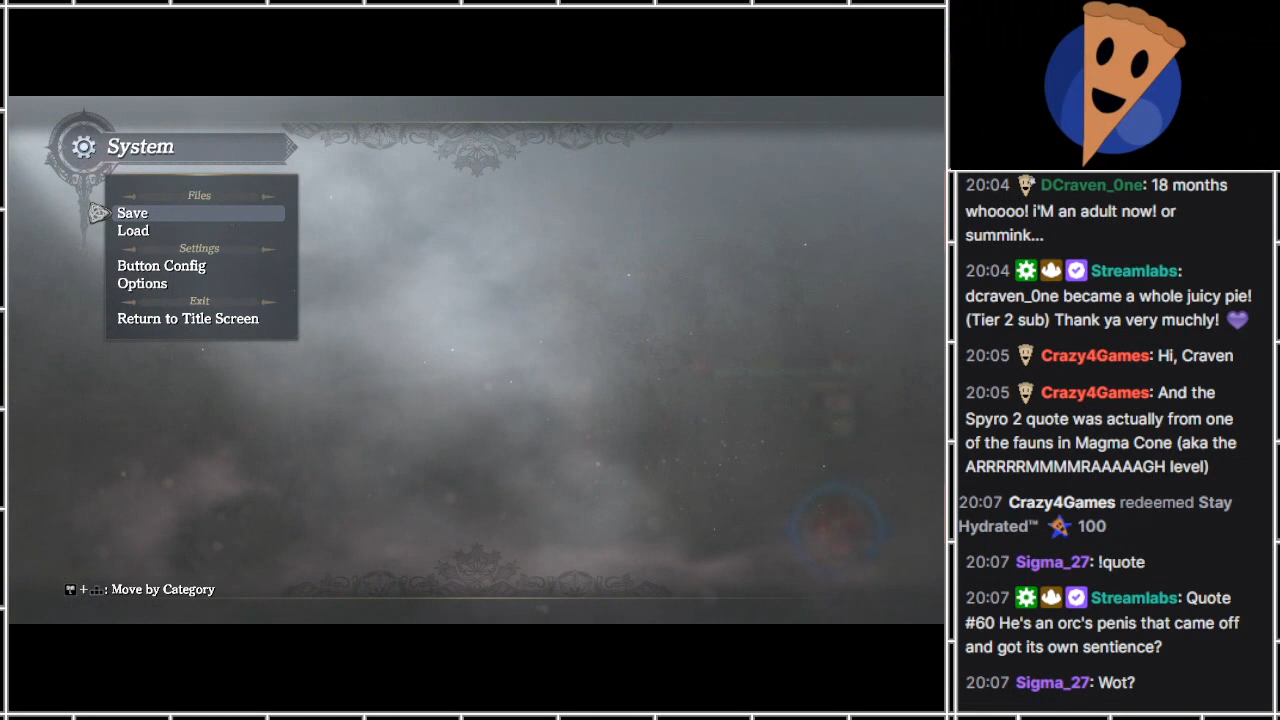 System
Files
Save
Load
Settings
Button Config
Options
Exit
Return to Title Screen
+ : Move by Category
20:04 DCraven_0ne: 18 months
whoooo! i'M an adult now! or
summink...
20:04 Streamlabs:
dcraven_0ne became a whole juicy pie!
(Tier 2 sub) Thank ya very muchly! 💜
20:05 Crazy4Games: Hi, Craven
20:05 Crazy4Games: And the
Spyro 2 quote was actually from one
of the fauns in Magma Cone (aka the
ARRRRRMMMMRAAAAAGH level)
20:07 Crazy4Games redeemed Stay
Hydrated™ 100
20:07 Sigma_27: !quote
20:07 Streamlabs: Quote
#60 He's an orc's penis that came off
and got its own sentience?
20:07 Sigma_27: Wot?